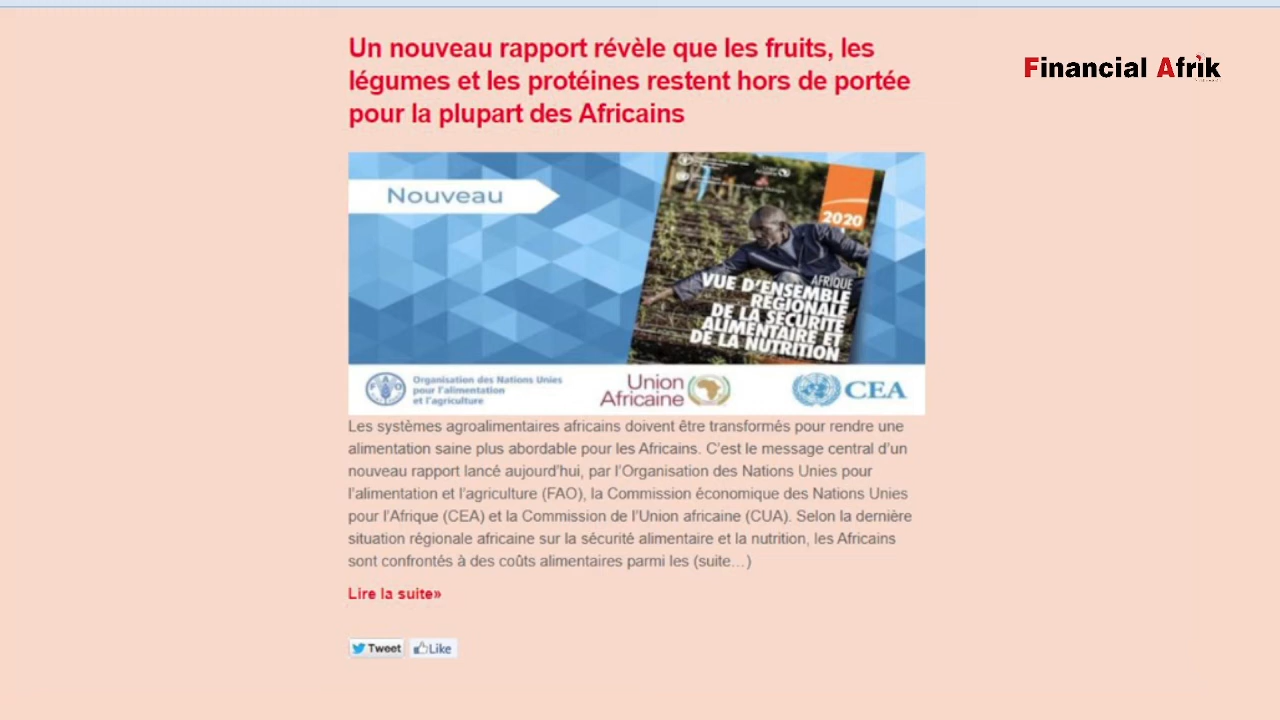 Un nouveau rapport révèle que les fruits, les
légumes et les protéines restent hors de portée
pour la plupart des Africains
Financial Afrik
Nouveau
Union
Africaine
2020
AFRIQUE
VUE D'ENSEMBLE
RÉGIONALE
DE LA SÉCURITÉ
ALIMENTAIRE ET
DE LA NUTRITION
FAO
Organisation des Nations Unies
pour l'alimentation
et l'agriculture
Union
Africaine
CEA
Les systèmes agroalimentaires africains doivent être transformés pour rendre une
alimentation saine plus abordable pour les Africains. C’est le message central d’un
nouveau rapport lancé aujourd’hui, par l’Organisation des Nations Unies pour
l’alimentation et l’agriculture (FAO), la Commission économique des Nations Unies
pour l’Afrique (CEA) et la Commission de l’Union africaine (CUA). Selon la dernière
situation régionale africaine sur la sécurité alimentaire et la nutrition, les Africains
sont confrontés à des coûts alimentaires parmi les (suite…)
Lire la suite»
Tweet
Like